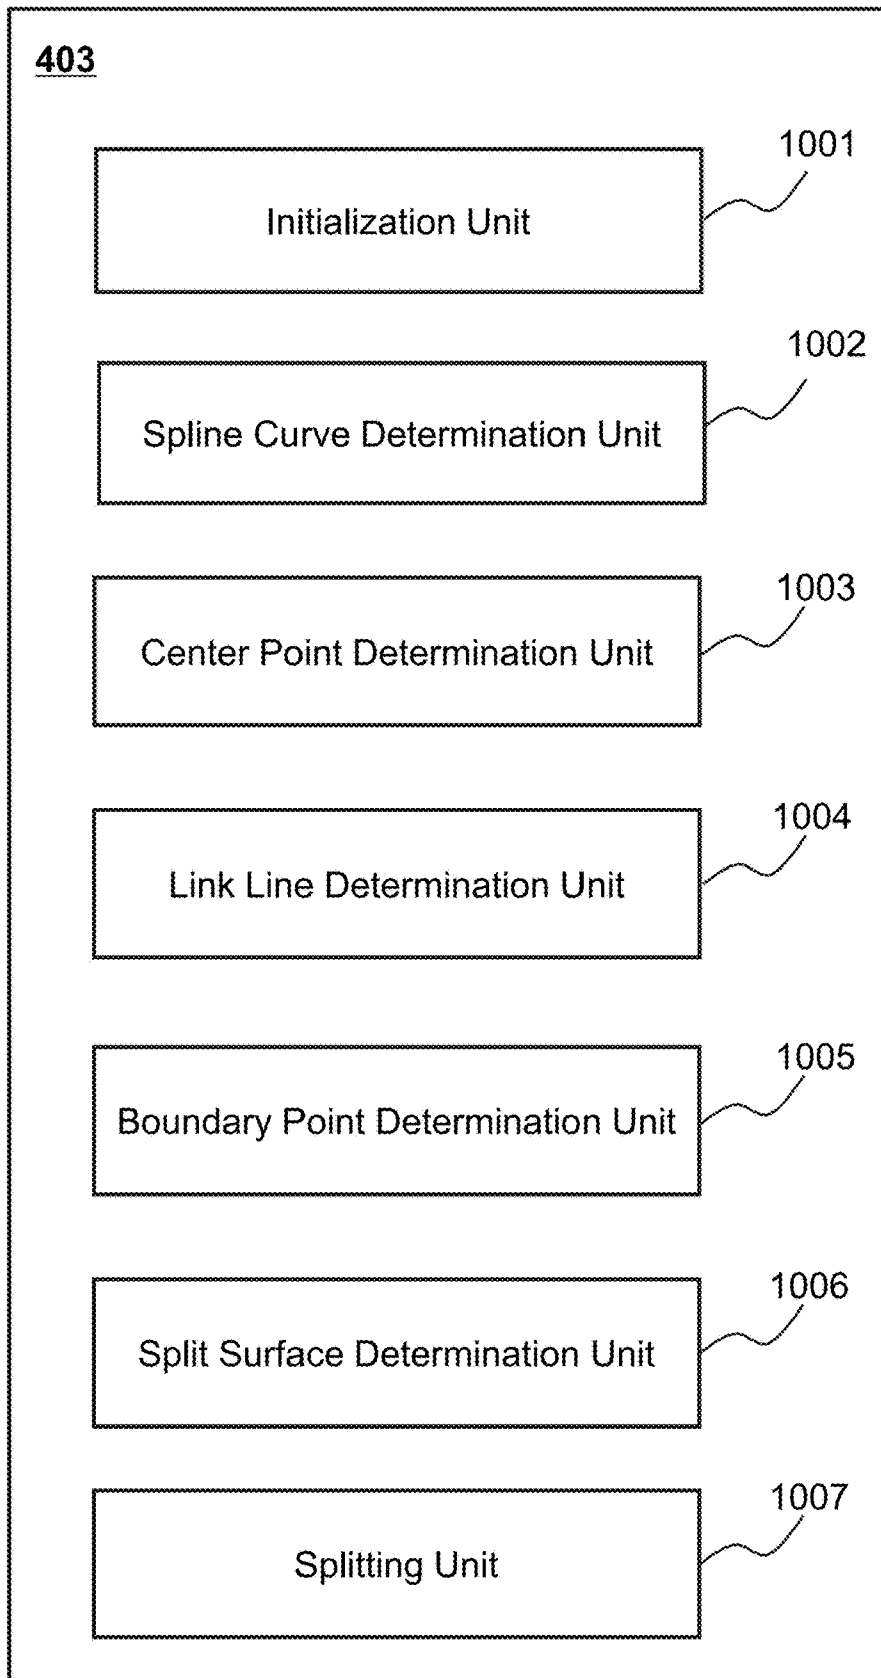 403
1001
Initialization Unit
1002
Spline Curve Determination Unit
1003
Center Point Determination Unit
1004
Link Line Determination Unit
1005
Boundary Point Determination Unit
1006
Split Surface Determination Unit
1007
Splitting Unit